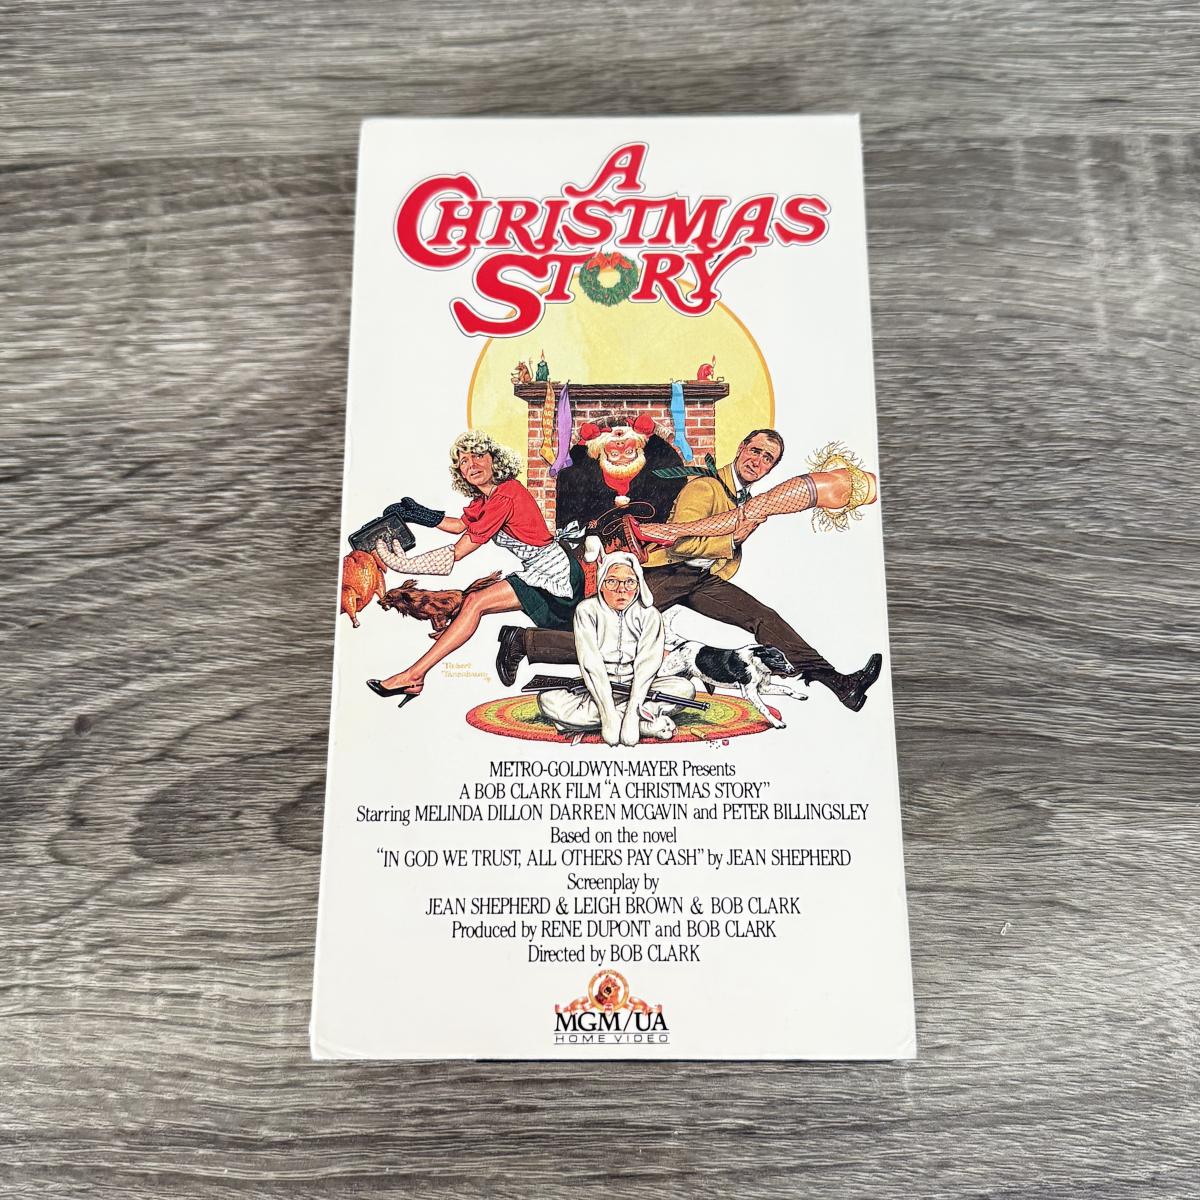 A
CHRISTMAS
STORY
Robert
Tanenbaum
METRO-GOLDWYN-MAYER Presents
A BOB CLARK FILM "A CHRISTMAS STORY"
Starring MELINDA DILLON DARREN MCGAVIN and PETER BILLINGSLEY
Based on the novel
"IN GOD WE TRUST, ALL OTHERS PAY CASH" by JEAN SHEPHERD
Screenplay by
JEAN SHEPHERD & LEIGH BROWN & BOB CLARK
Produced by RENE DUPONT and BOB CLARK
Directed by BOB CLARK
MGM/UA
HOME VIDEO